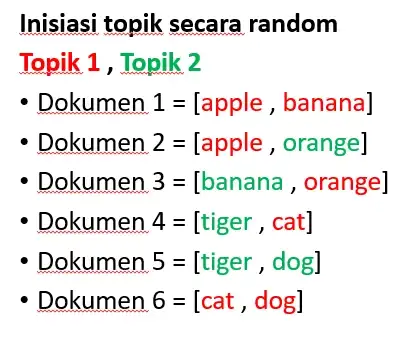 Inisiasi topik secara random
Topik 1 , Topik 2
• Dokumen 1 = [apple , banana]
• Dokumen 2 = [apple , orange]
• Dokumen 3 = [banana , orange]
• Dokumen 4 = [tiger , cat]
• Dokumen 5 = [tiger , dog]
• Dokumen 6 = [cat , dog]